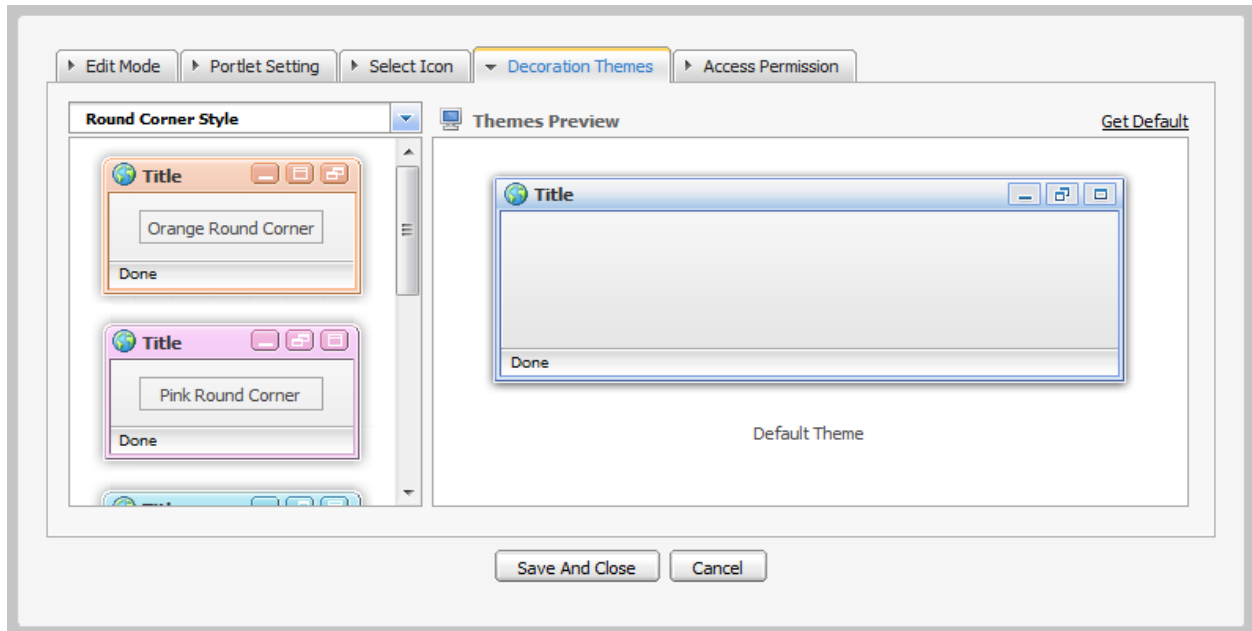 Edit Mode
Portlet Setting
Select Icon
Decoration Themes
Access Permission
Round Corner Style
Themes Preview
Get Default
Title
Orange Round Corner
Done
Title
Pink Round Corner
Done
Title
Done
Default Theme
Save And Close
Cancel